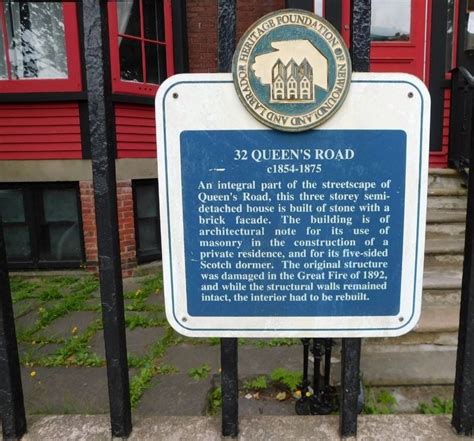 HERITAGE FOUNDATION OF NEWFOUNDLAND AND LABRADOR
32 QUEEN'S ROAD
c1854-1875
An integral part of the streetscape of
Queen's Road, this three storey semi-
detached house is built of stone with a
brick facade. The building is of
architectural note for its use of
masonry in the construction of a
private residence, and for its five-sided
Scotch dormer. The original structure
was damaged in the Great Fire of 1892,
and while the structural walls remained
intact, the interior had to be rebuilt.